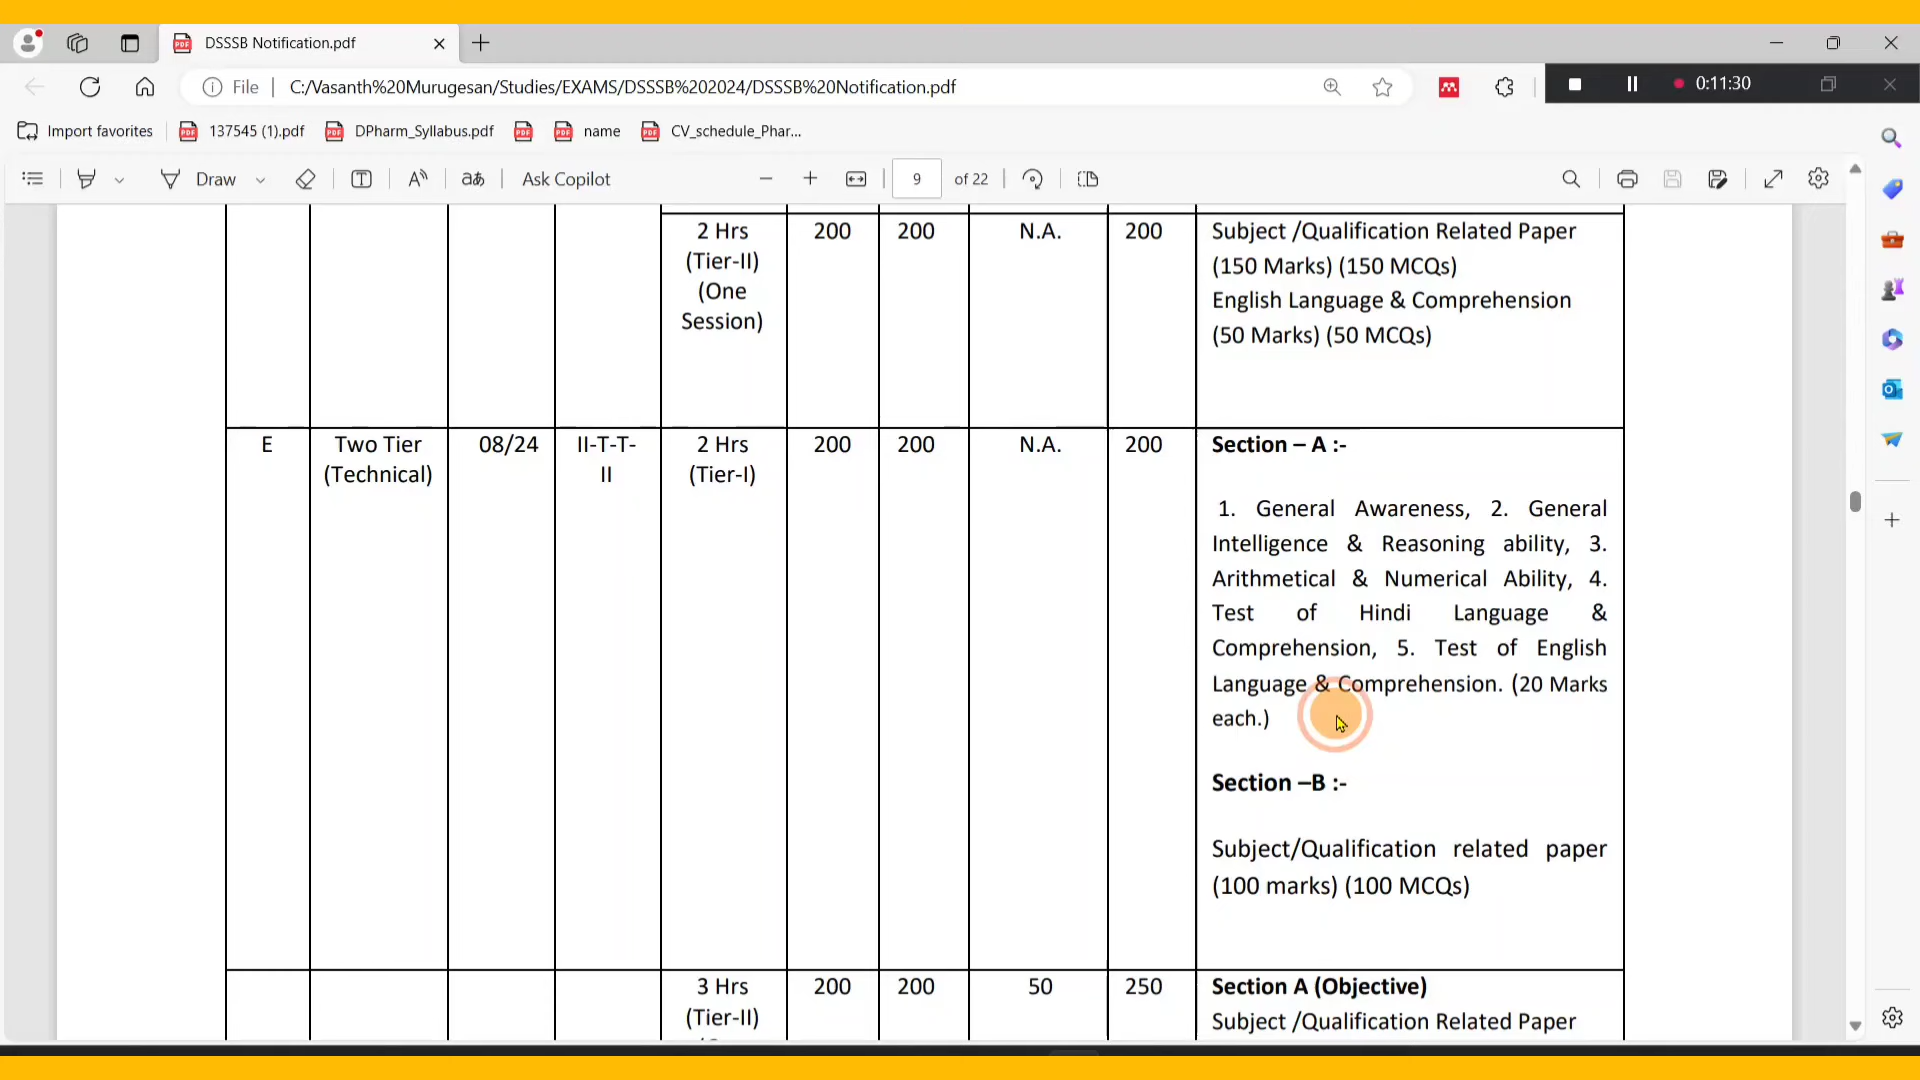 DSSSB Notification.pdf
File
C:/Vasanth%20Murugesan/Studies/EXAMS/DSSSB%202024/DSSSB%20Notification.pdf
0:11:30
Import favorites
137545 (1).pdf
DPharm_Syllabus.pdf
name
CV_schedule_Phar...
Draw
aあ
Ask Copilot
9
of 22
2 Hrs
(Tier-II)
(One
Session)
200
200
N.A.
200
Subject /Qualification Related Paper
(150 Marks) (150 MCQs)
English Language & Comprehension
(50 Marks) (50 MCQs)
E
Two Tier
(Technical)
08/24
II-T-T-
II
2 Hrs
(Tier-I)
200
200
N.A.
200
Section – A :-
1. General Awareness, 2. General
Intelligence & Reasoning ability, 3.
Arithmetical & Numerical Ability, 4.
Test of Hindi Language &
Comprehension, 5. Test of English
Language & Comprehension. (20 Marks
each.)
Section –B :-
Subject/Qualification related paper
(100 marks) (100 MCQs)
3 Hrs
(Tier-II)
200
200
50
250
Section A (Objective)
Subject /Qualification Related Paper